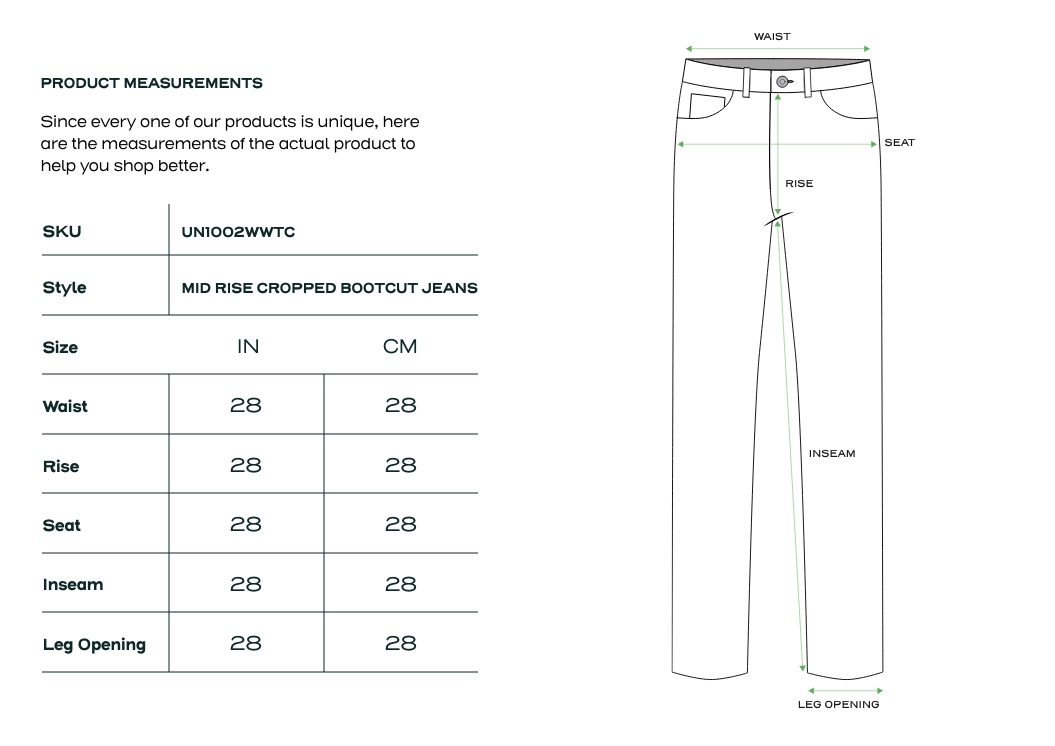 PRODUCT MEASUREMENTS
Since every one of our products is unique, here
are the measurements of the actual product to
help you shop better.
SKU UN1002WWTC
Style MID RISE CROPPED BOOTCUT JEANS
Size IN CM
Waist 28 28
Rise 28 28
Seat 28 28
Inseam 28 28
Leg Opening 28 28
WAIST
SEAT
RISE
INSEAM
LEG OPENING